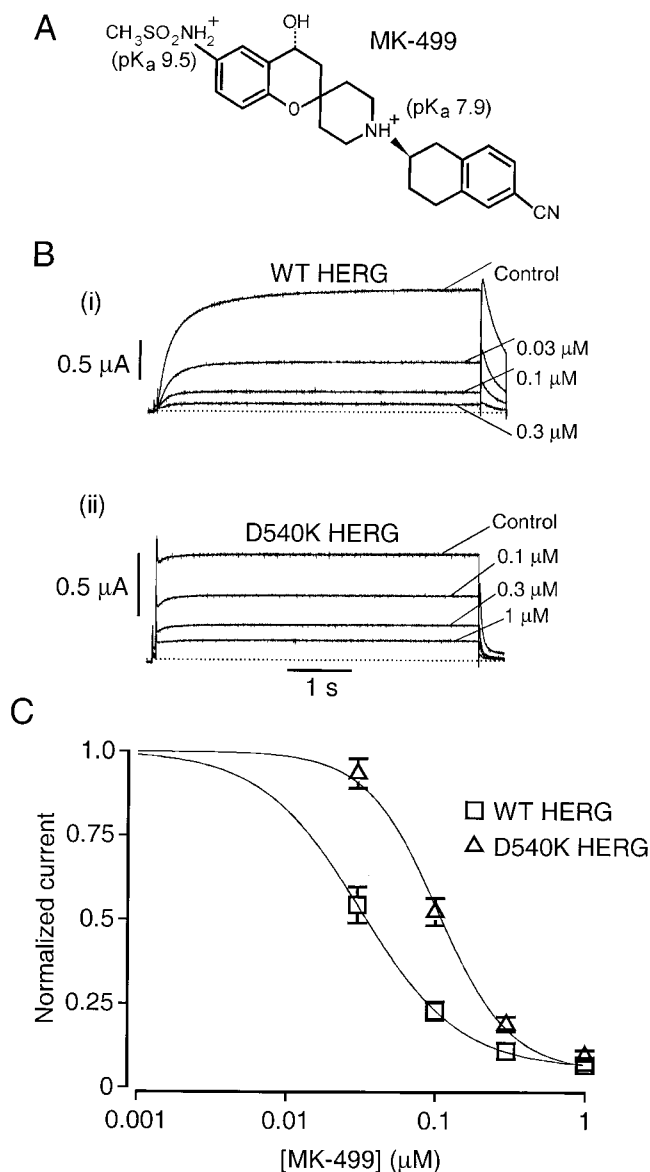 A
CH₃SO₂NH₂⁺
(pKₐ 9.5)
OH
MK-499
O
NH⁺
(pKₐ 7.9)
CN
B
(i)
WT HERG
Control
0.5 μA
0.03 μM
0.1 μM
0.3 μM
(ii)
D540K HERG
Control
0.5 μA
0.1 μM
0.3 μM
1 μM
1 s
C
1.0
0.75
0.5
0.25
0
Normalized current
WT HERG
D540K HERG
0.001
0.01
0.1
1
[MK-499] (μM)